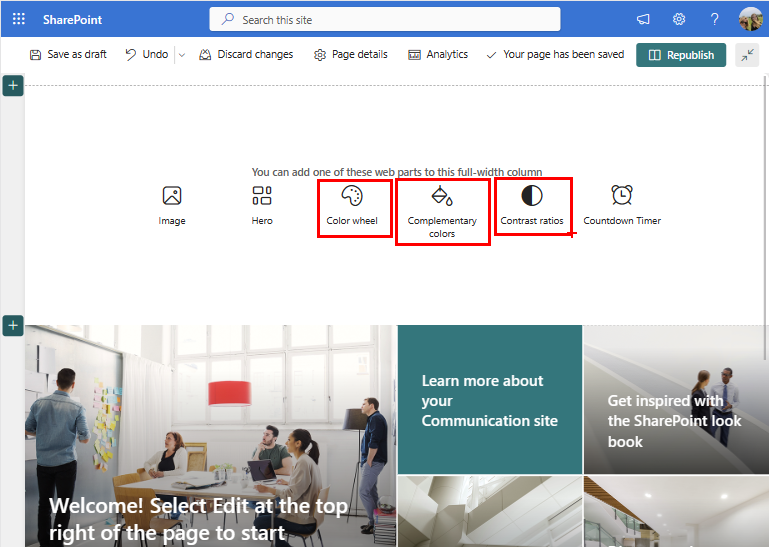 SharePoint
Search this site
Save as draft
Undo
Discard changes
Page details
Analytics
Your page has been saved
Republish
You can add one of these web parts to this full-width column
Image
Hero
Color wheel
Complementary
colors
Contrast ratios
Countdown Timer
Welcome! Select Edit at the top
right of the page to start
Learn more about
your
Communication site
Get inspired with
the SharePoint look
book